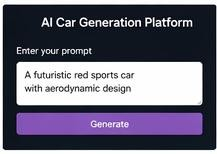 AI Car Generation Platform
Enter your prompt
A futuristic red sports car
with aerodynamic design
Generate